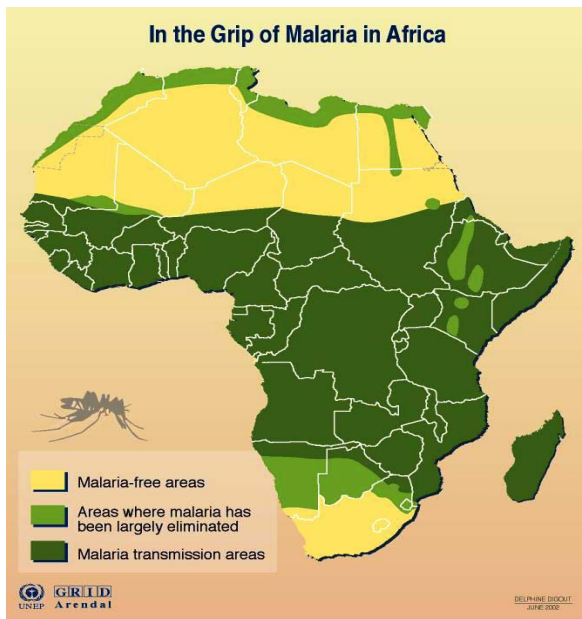 In the Grip of Malaria in Africa
Malaria-free areas
Areas where malaria has
been largely eliminated
Malaria transmission areas
UNEP
GRID
Arendal
DELPHINE DIGOUT
JUNE 2002